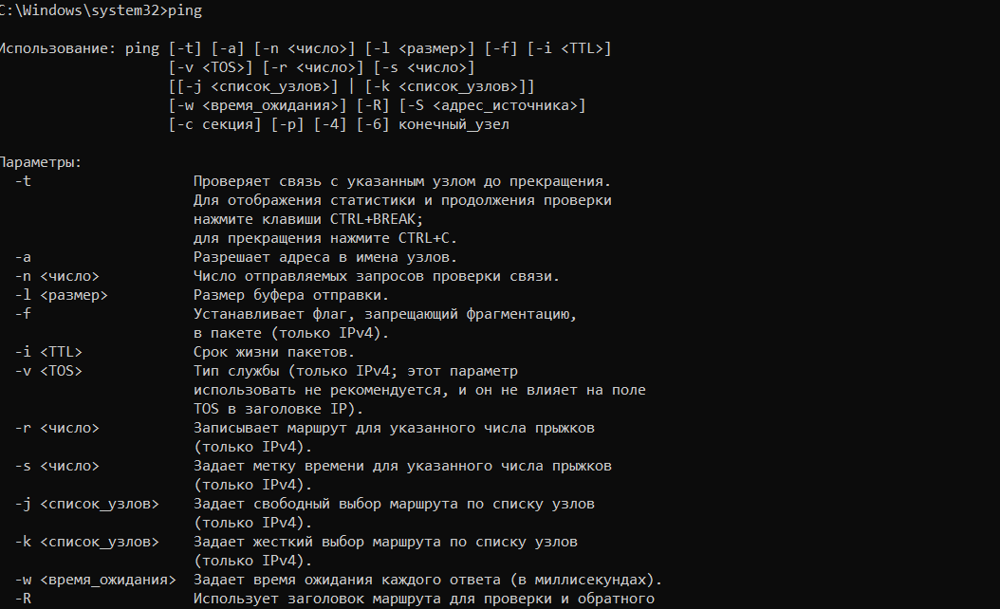 C:\Windows\system32>ping
Использование: ping [-t] [-a] [-n <число>] [-l <размер>] [-f] [-i <TTL>]
[-v <TOS>] [-r <число>] [-s <число>]
[[-j <список_узлов>] | [-k <список_узлов>]]
[-w <время_ожидания>] [-R] [-S <адрес_источника>]
[-c секция] [-p] [-4] [-6] конечный_узел
Параметры:
-t Проверяет связь с указанным узлом до прекращения.
Для отображения статистики и продолжения проверки
нажмите клавиши CTRL+BREAK;
для прекращения нажмите CTRL+C.
-a Разрешает адреса в имена узлов.
-n <число> Число отправляемых запросов проверки связи.
-l <размер> Размер буфера отправки.
-f Устанавливает флаг, запрещающий фрагментацию,
в пакете (только IPv4).
-i <TTL> Срок жизни пакетов.
-v <TOS> Тип службы (только IPv4; этот параметр
использовать не рекомендуется, и он не влияет на поле
TOS в заголовке IP).
-r <число> Записывает маршрут для указанного числа прыжков
(только IPv4).
-s <число> Задает метку времени для указанного числа прыжков
(только IPv4).
-j <список_узлов> Задает свободный выбор маршрута по списку узлов
(только IPv4).
-k <список_узлов> Задает жесткий выбор маршрута по списку узлов
(только IPv4).
-w <время_ожидания> Задает время ожидания каждого ответа (в миллисекундах).
-R Использует заголовок маршрута для проверки и обратного